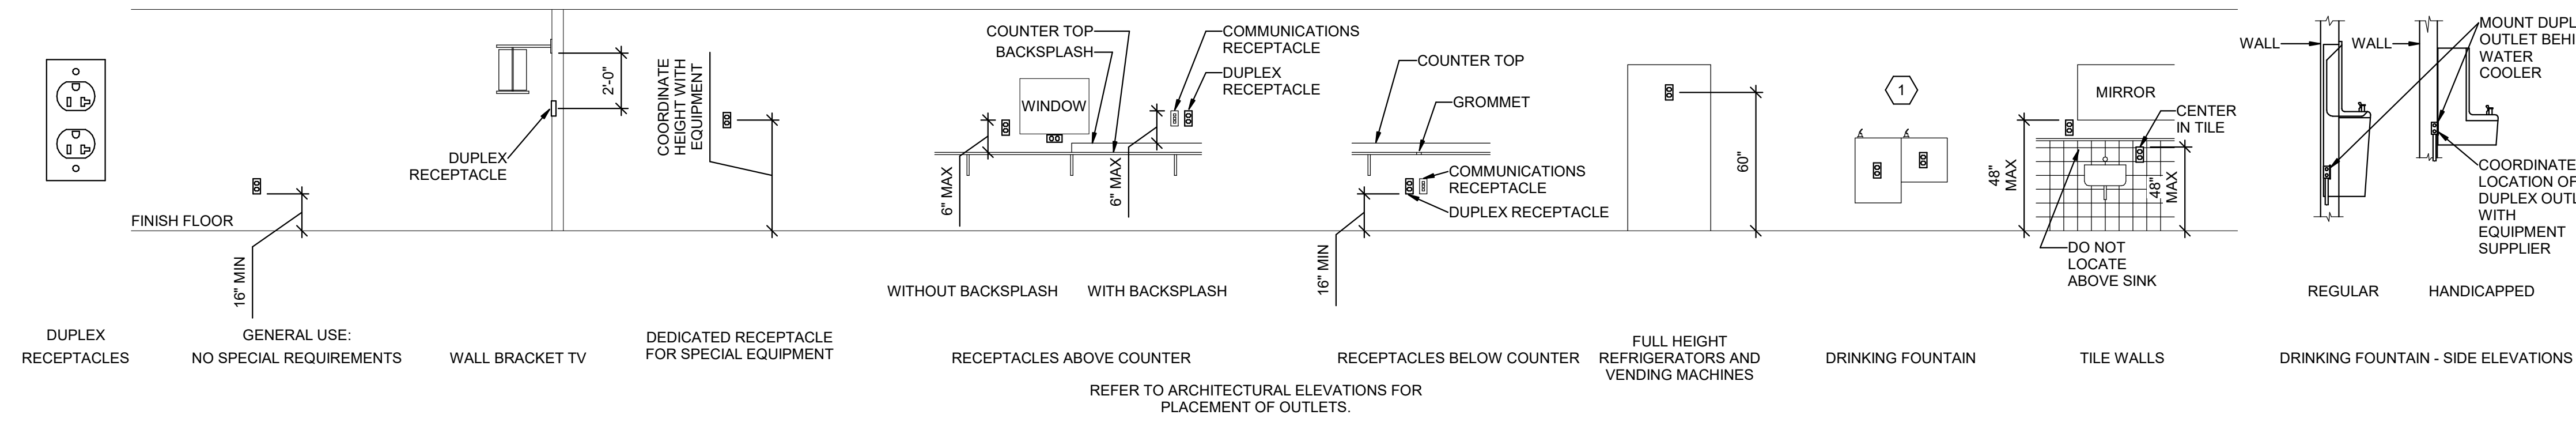 DUPLEX
RECEPTACLES
FINISH FLOOR
16" MIN
GENERAL USE:
NO SPECIAL REQUIREMENTS
2'-0"
DUPLEX
RECEPTACLE
WALL BRACKET TV
COORDINATE
HEIGHT WITH
EQUIPMENT
DEDICATED RECEPTACLE
FOR SPECIAL EQUIPMENT
COUNTER TOP
BACKSPLASH
WINDOW
COMMUNICATIONS
RECEPTACLE
DUPLEX
RECEPTACLE
6" MAX
6" MAX
WITHOUT BACKSPLASH
WITH BACKSPLASH
RECEPTACLES ABOVE COUNTER
COUNTER TOP
GROMMET
COMMUNICATIONS
RECEPTACLE
DUPLEX RECEPTACLE
16" MIN
RECEPTACLES BELOW COUNTER
REFER TO ARCHITECTURAL ELEVATIONS FOR
PLACEMENT OF OUTLETS.
60"
FULL HEIGHT
REFRIGERATORS AND
VENDING MACHINES
1
DRINKING FOUNTAIN
MIRROR
CENTER
IN TILE
48"
MAX
48"
MAX
DO NOT
LOCATE
ABOVE SINK
TILE WALLS
WALL
WALL
MOUNT DUPL
OUTLET BEHI
WATER
COOLER
COORDINATE
LOCATION OF
DUPLEX OUTL
WITH
EQUIPMENT
SUPPLIER
REGULAR
HANDICAPPED
DRINKING FOUNTAIN - SIDE ELEVATIONS